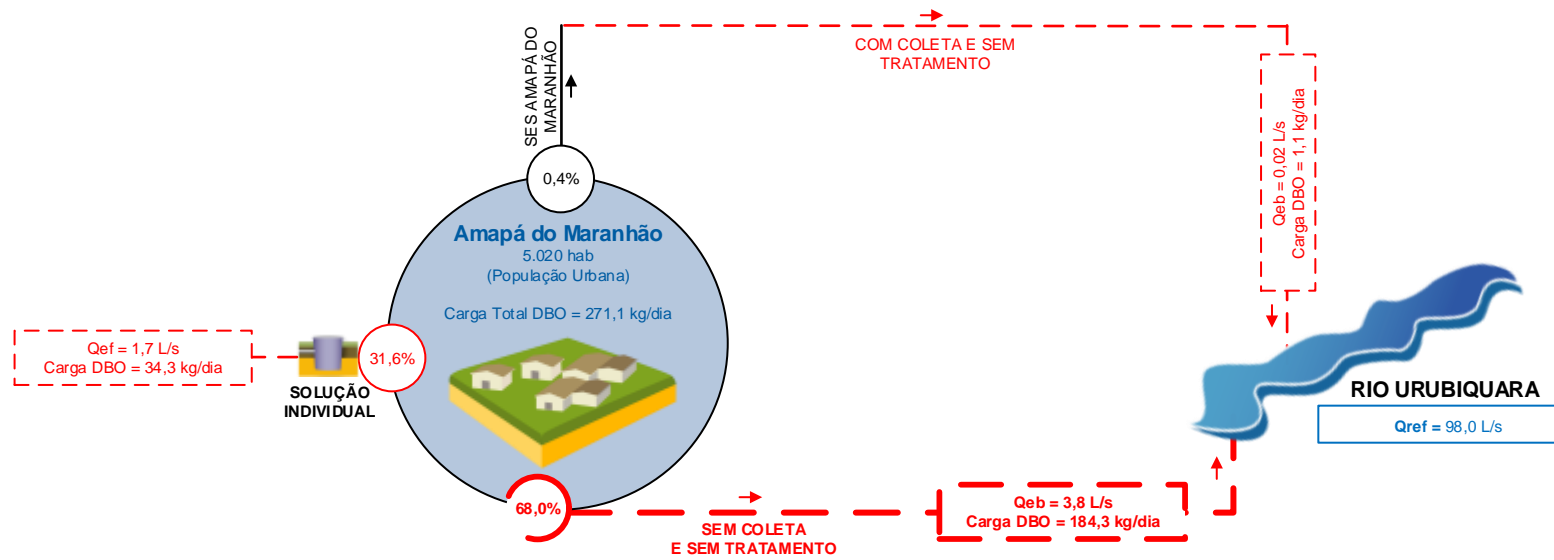 COM COLETA E SEM
TRATAMENTO
SES AMAPÁ DO
MARANHÃO
Qeb = 0,02 L/s
Carga DBO = 1,1 kg/dia
0,4%
Amapá do Maranhão
5.020 hab
(População Urbana)
Carga Total DBO = 271,1 kg/dia
Qef = 1,7 L/s
Carga DBO = 34,3 kg/dia
31,6%
SOLUÇÃO
INDIVIDUAL
RIO URUBIQUARA
Qref = 98,0 L/s
68,0%
Qeb = 3,8 L/s
Carga DBO = 184,3 kg/dia
SEM COLETA
E SEM TRATAMENTO